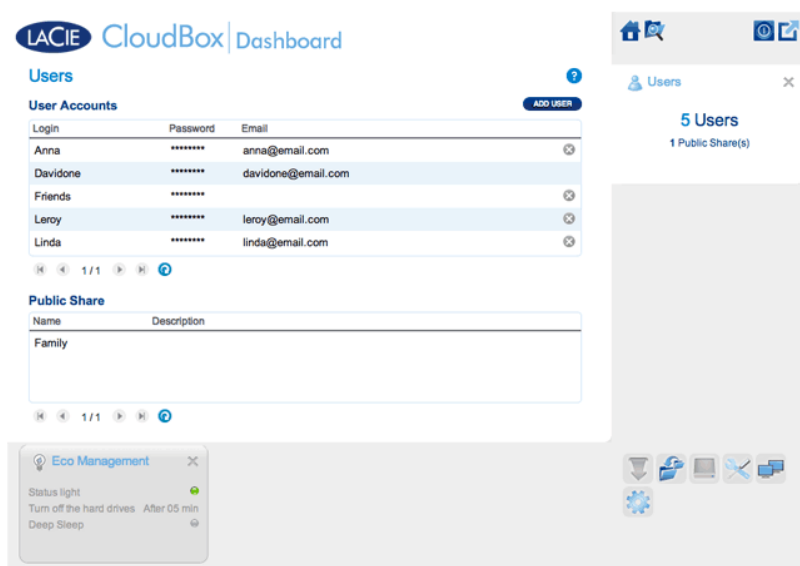 LACIE CloudBox Dashboard
Users
User Accounts ADD USER
Login Password Email
Anna ******** anna@email.com
Davidone ******** davidone@email.com
Friends ********
Leroy ******** leroy@email.com
Linda ******** linda@email.com
1 / 1
Public Share
Name Description
Family
1 / 1
Users
5 Users
1 Public Share(s)
Eco Management
Status light
Turn off the hard drives After 05 min
Deep Sleep